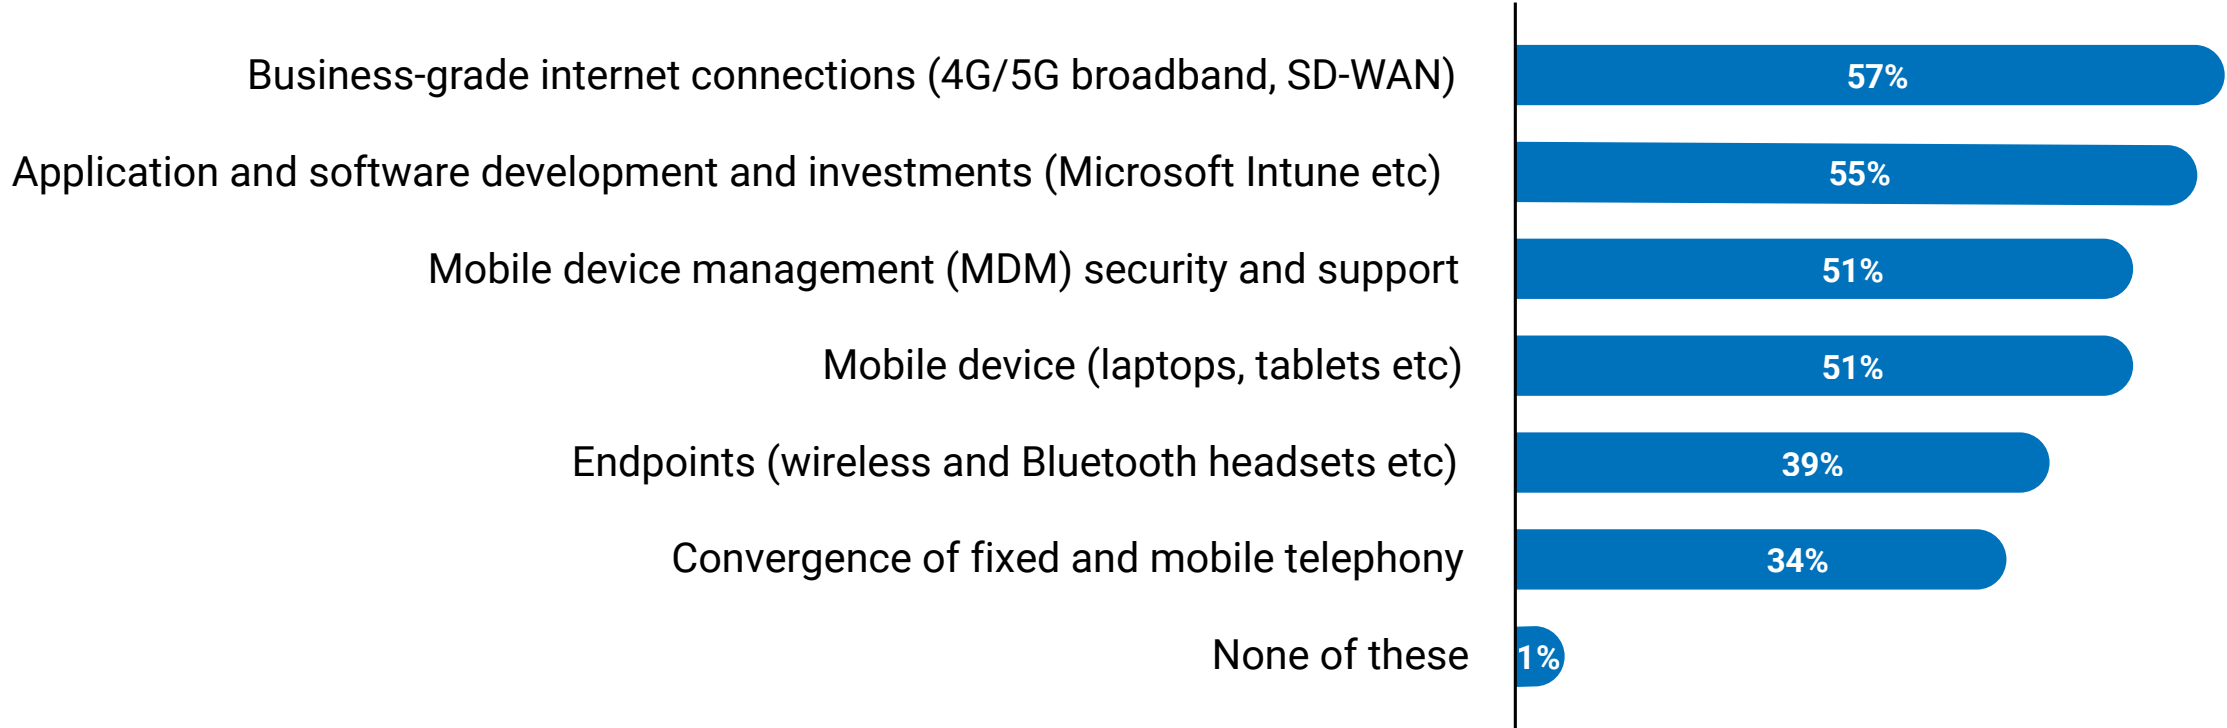 Business-grade internet connections (4G/5G broadband, SD-WAN) 57%
Application and software development and investments (Microsoft Intune etc) 55%
Mobile device management (MDM) security and support 51%
Mobile device (laptops, tablets etc) 51%
Endpoints (wireless and Bluetooth headsets etc) 39%
Convergence of fixed and mobile telephony 34%
None of these 1%